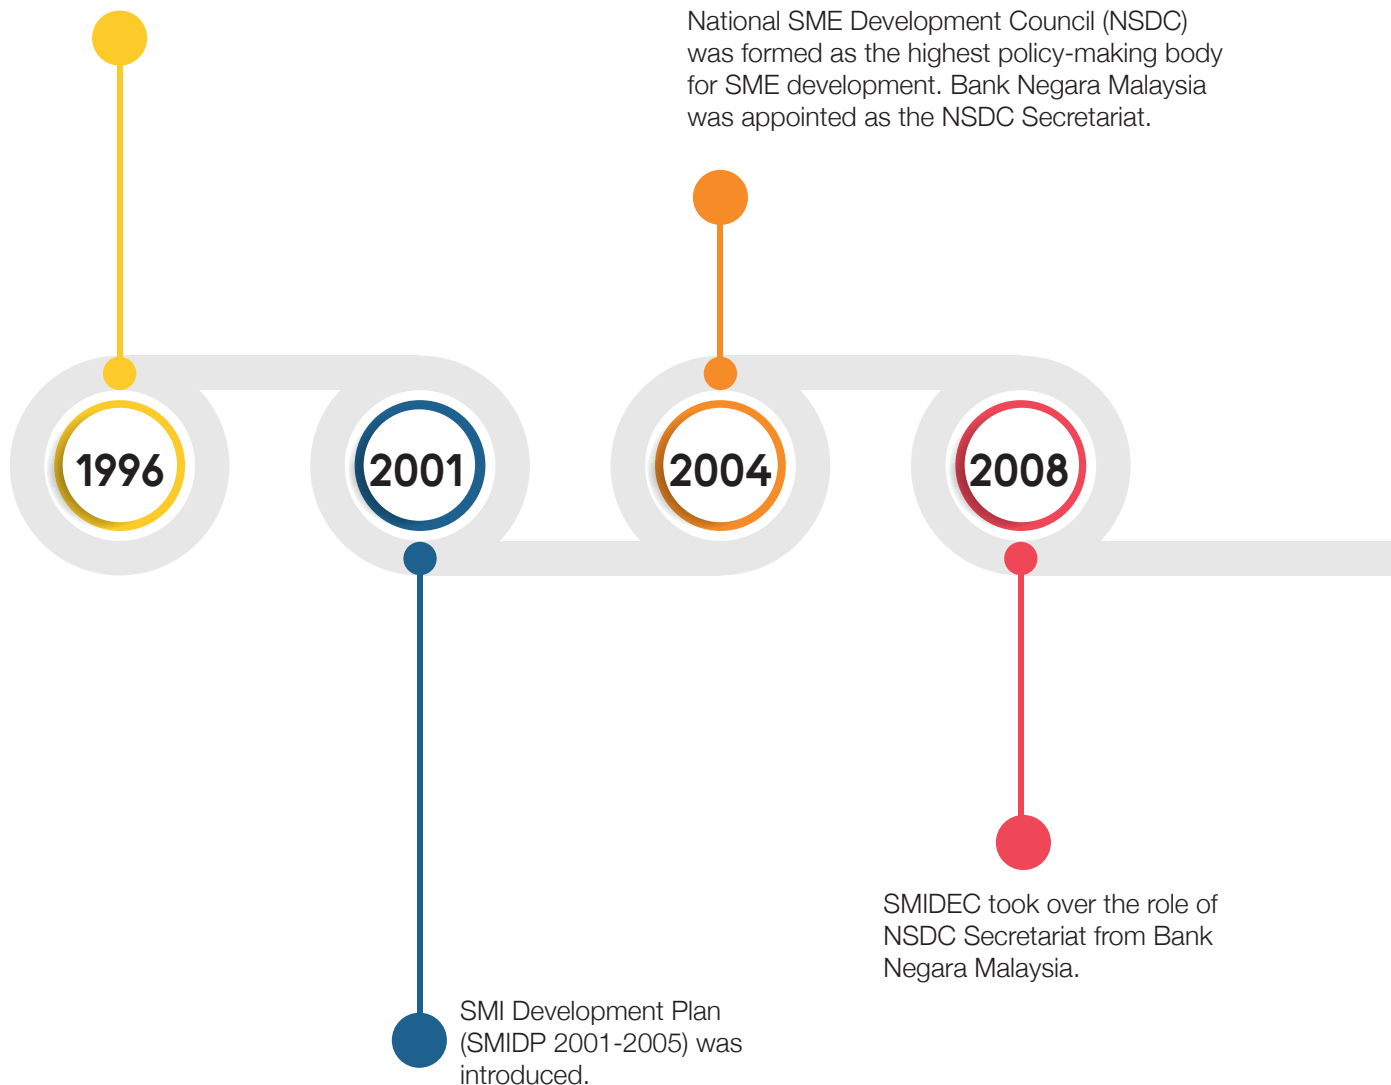 National SME Development Council (NSDC)
was formed as the highest policy-making body
for SME development. Bank Negara Malaysia
was appointed as the NSDC Secretariat.
1996
2001
2004
2008
SMIDEC took over the role of
NSDC Secretariat from Bank
Negara Malaysia.
SMI Development Plan
(SMIDP 2001-2005) was
introduced.